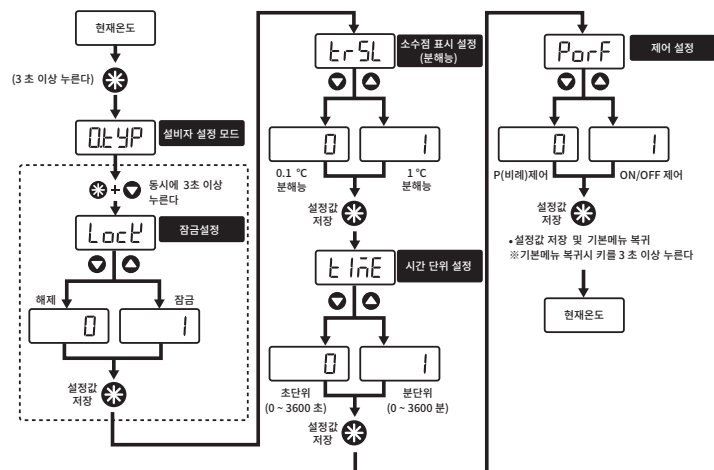 현재온도
(3 초 이상 누른다)
O.tYP
설비자 설정 모드
+
동시에 3초 이상
누른다
Lock
잠금설정
해제
잠금
0
1
설정값
저장
trSL
소수점 표시 설정
(분해능)
0
1
0.1 °C
분해능
1 °C
분해능
설정값
저장
tImE
시간 단위 설정
0
1
초단위
(0 ~ 3600 초)
분단위
(0 ~ 3600 분)
설정값
저장
PorF
제어 설정
0
1
P(비례)제어
ON/OFF 제어
설정값
저장
• 설정값 저장 및 기본메뉴 복귀
※기본메뉴 복귀시 키를 3 초 이상 누른다
현재온도